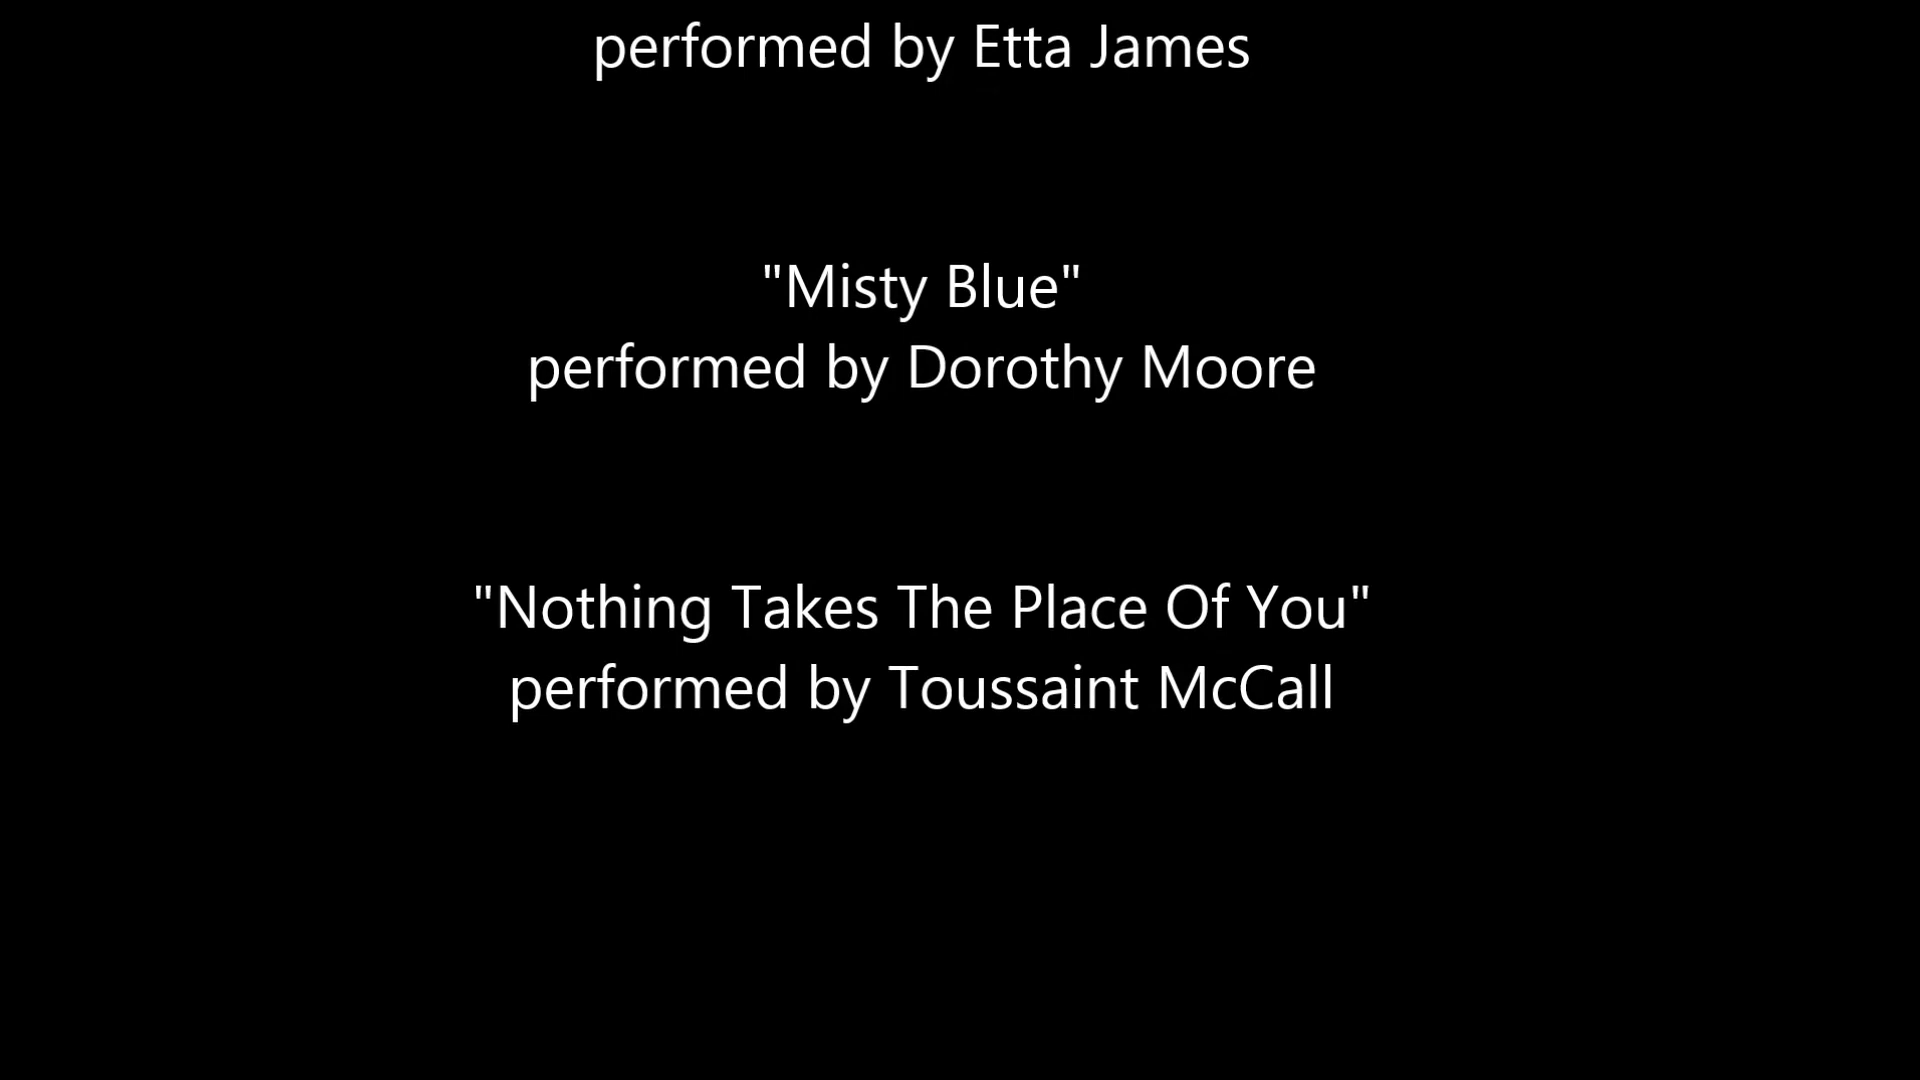 performed by Etta James
"Misty Blue"
performed by Dorothy Moore
"Nothing Takes The Place Of You"
performed by Toussaint McCall